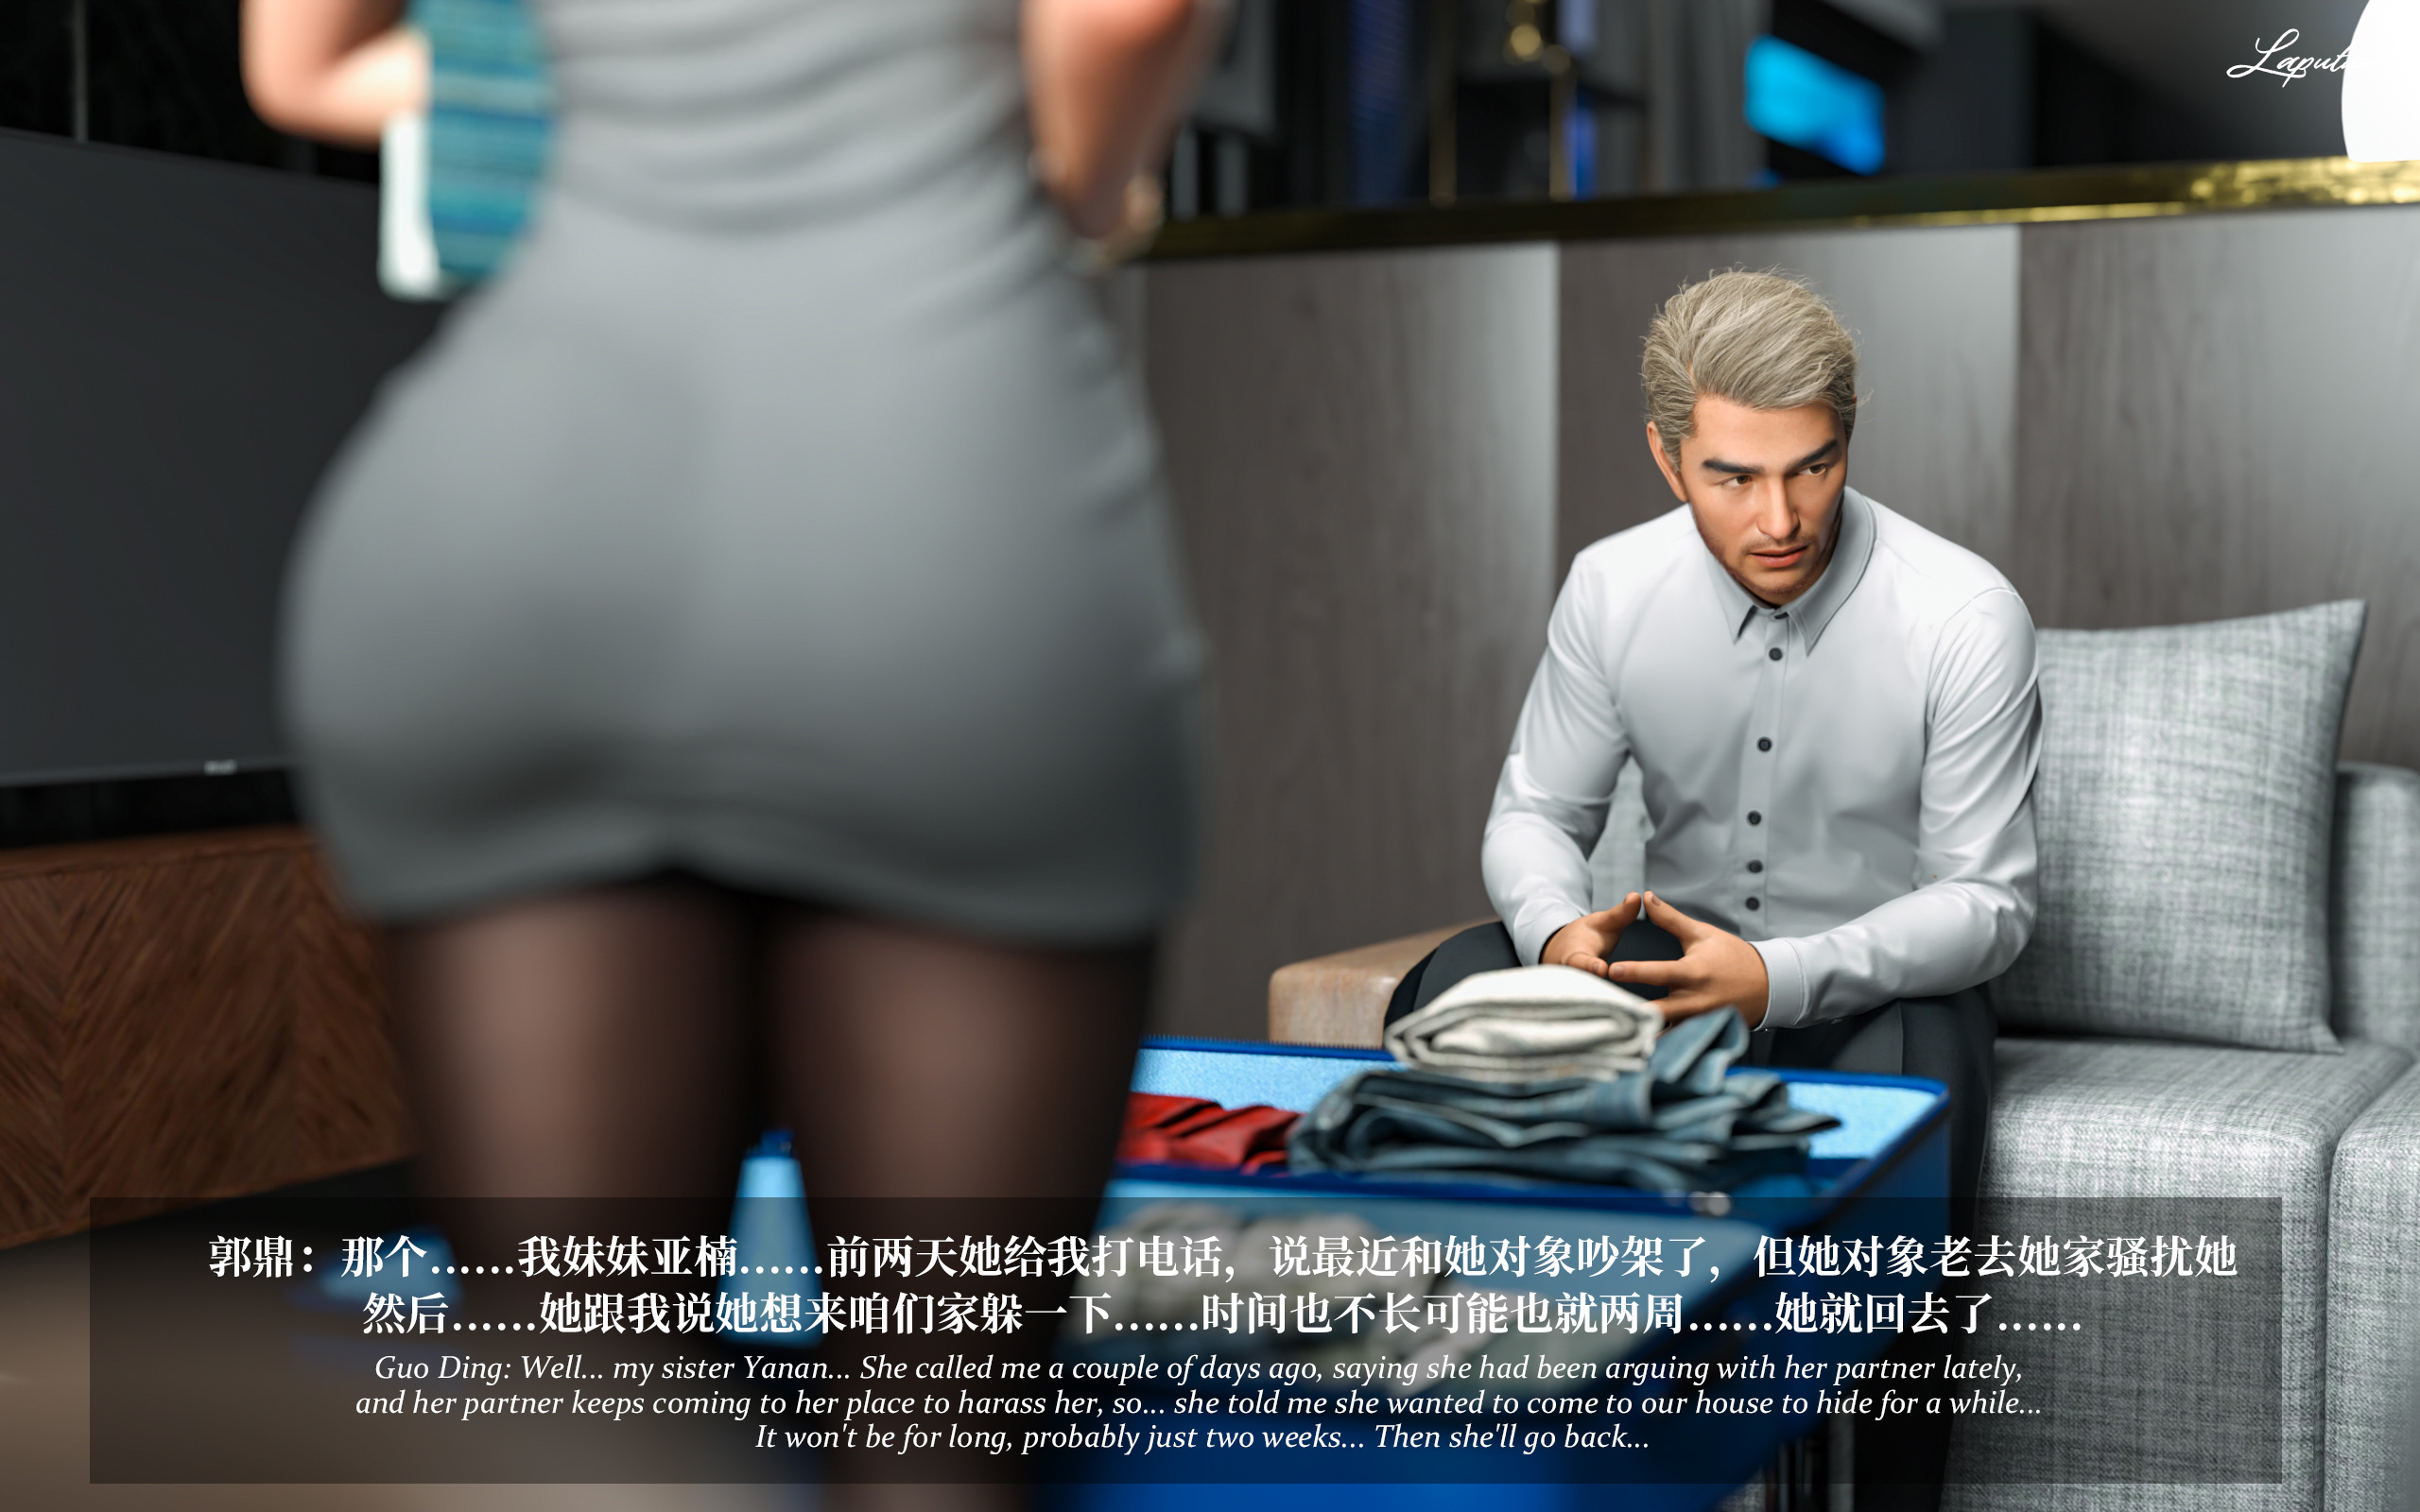 郭鼎：那个……我妹妹亚楠……前两天她给我打电话，说最近和她对象吵架了，但她对象老去她家骚扰她
然后……她跟我说她想来咱们家躲一下……时间也不长可能也就两周……她就回去了……
Guo Ding: Well... my sister Yanan... She called me a couple of days ago, saying she had been arguing with her partner lately,
and her partner keeps coming to her place to harass her, so... she told me she wanted to come to our house to hide for a while...
It won't be for long, probably just two weeks... Then she'll go back...